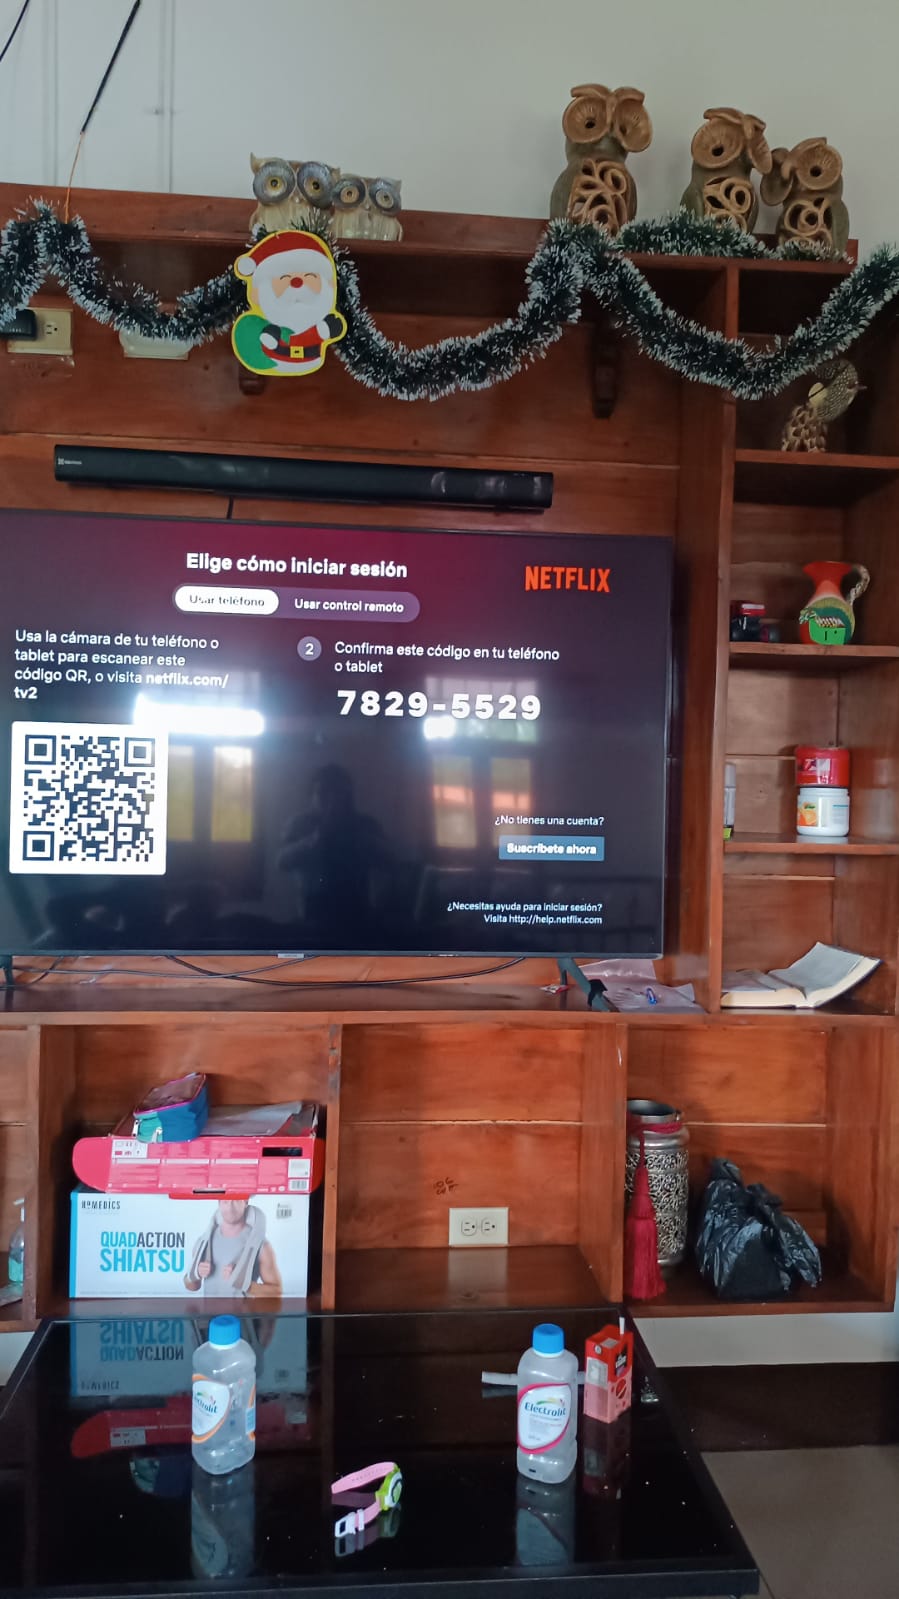 Elige cómo iniciar sesión
NETFLIX
Usar teléfono
Usar control remoto
Usa la cámara de tu teléfono o
tablet para escanear este
código QR, o visita netflix.com/
tv2
2
Confirma este código en tu teléfono
o tablet
7829-5529
¿No tienes una cuenta?
Suscríbete ahora
¿Necesitas ayuda para iniciar sesión?
Visita http://help.netflix.com
HOMEDICS
QUADACTION
SHIATSU
Electrolit
Electrolit